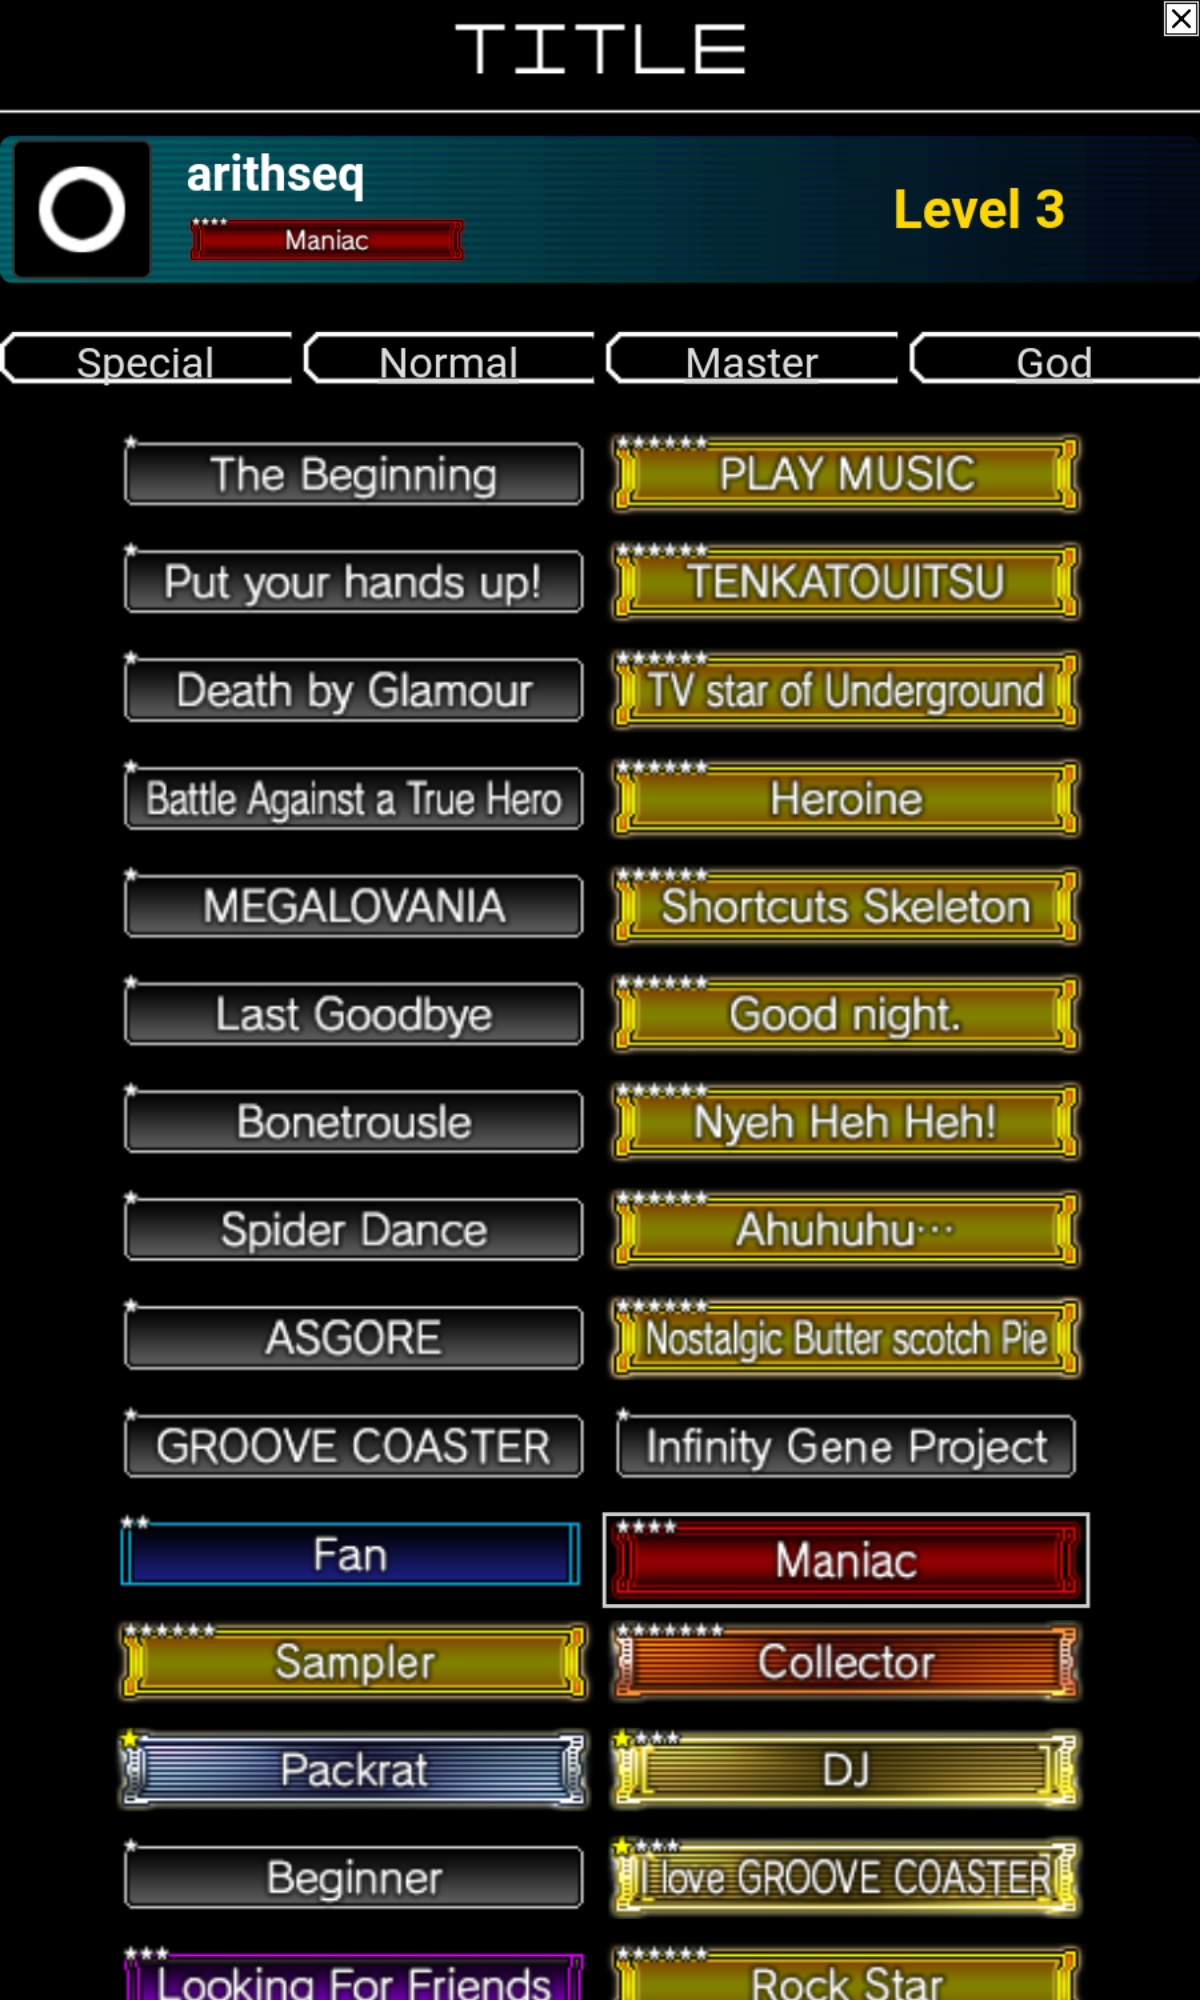 TITLE
arithseq
Maniac
Level 3
Special Normal Master God
The Beginning PLAY MUSIC
Put your hands up! TENKATOUITSU
Death by Glamour TV star of Underground
Battle Against a True Hero Heroine
MEGALOVANIA Shortcuts Skeleton
Last Goodbye Good night.
Bonetrousle Nyeh Heh Heh!
Spider Dance Ahuhuhu…
ASGORE Nostalgic Butter scotch Pie
GROOVE COASTER Infinity Gene Project
Fan Maniac
Sampler Collector
Packrat DJ
Beginner I love GROOVE COASTER
Looking For Friends Rock Star